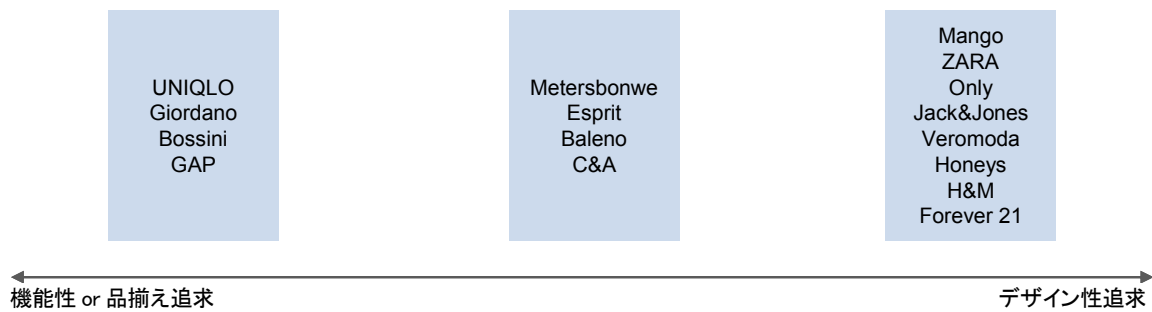 UNIQLO
Giordano
Bossini
GAP
Metersbonwe
Esprit
Baleno
C&A
Mango
ZARA
Only
Jack&Jones
Veromoda
Honeys
H&M
Forever 21
機能性 or 品揃え追求
デザイン性追求